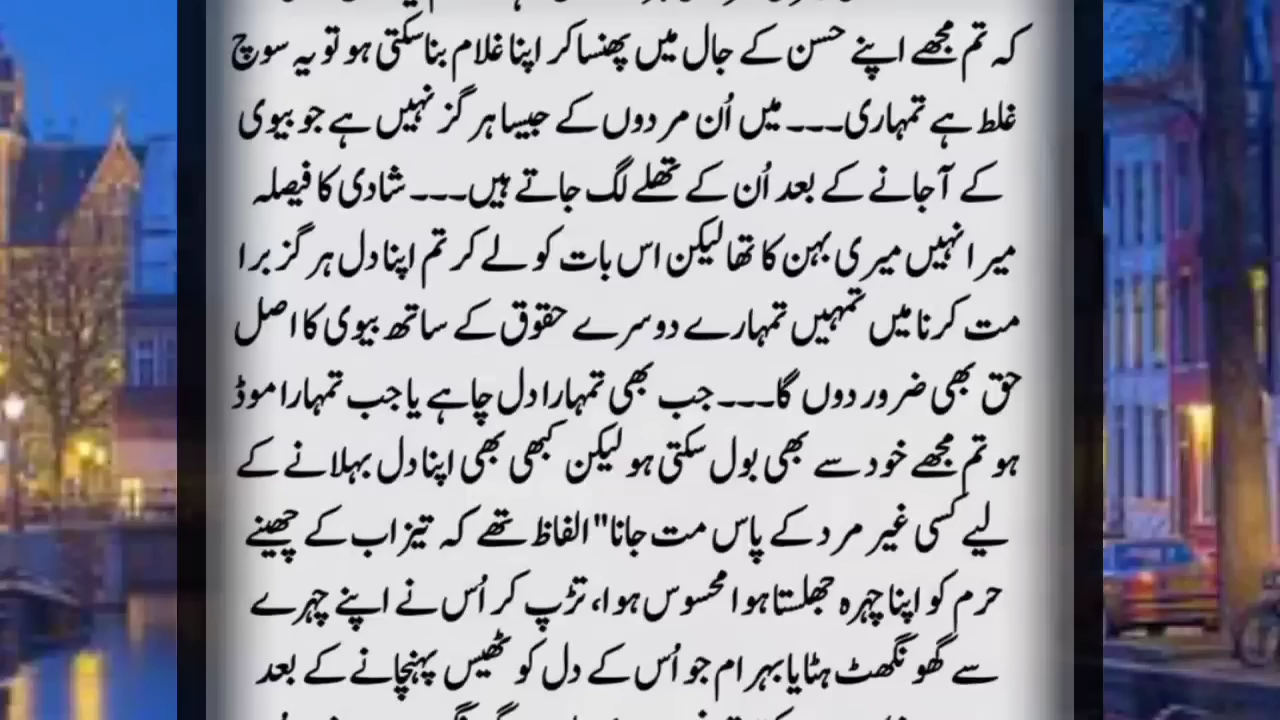 کہ تم مجھے اپنے حسن کے جال میں پھنسا کر اپنا غلام بنا سکتی ہو تو یہ سوچ
غلط ہے تمہاری۔۔۔ میں اُن مردوں کے جیسا ہرگز نہیں ہے جو بیوی
کے آجانے کے بعد اُن کے تھلے لگ جاتے ہیں۔۔۔ شادی کا فیصلہ
میرا نہیں میری بہن کا تھا لیکن اس بات کو لے کر تم اپنا دل ہرگز برا
مت کرنا میں تمہیں تمہارے دوسرے حقوق کے ساتھ بیوی کا اصل
حق بھی ضرور دوں گا۔۔۔ جب بھی تمہارا دل چاہے یا جب تمہارا موڈ
ہو تم مجھے خود سے بھی بول سکتی ہو لیکن کبھی بھی اپنا دل بہلانے کے
لیے کسی غیر مرد کے پاس مت جانا" الفاظ تھے کہ تیزاب کے چھینٹے
حرم کو اپنا چہرہ جھلستا ہوا محسوس ہوا، تڑپ کر اُس نے اپنے چہرے
سے گھونگھٹ ہٹایا بہرام جو اُس کے دل کو ٹھیس پہنچانے کے بعد